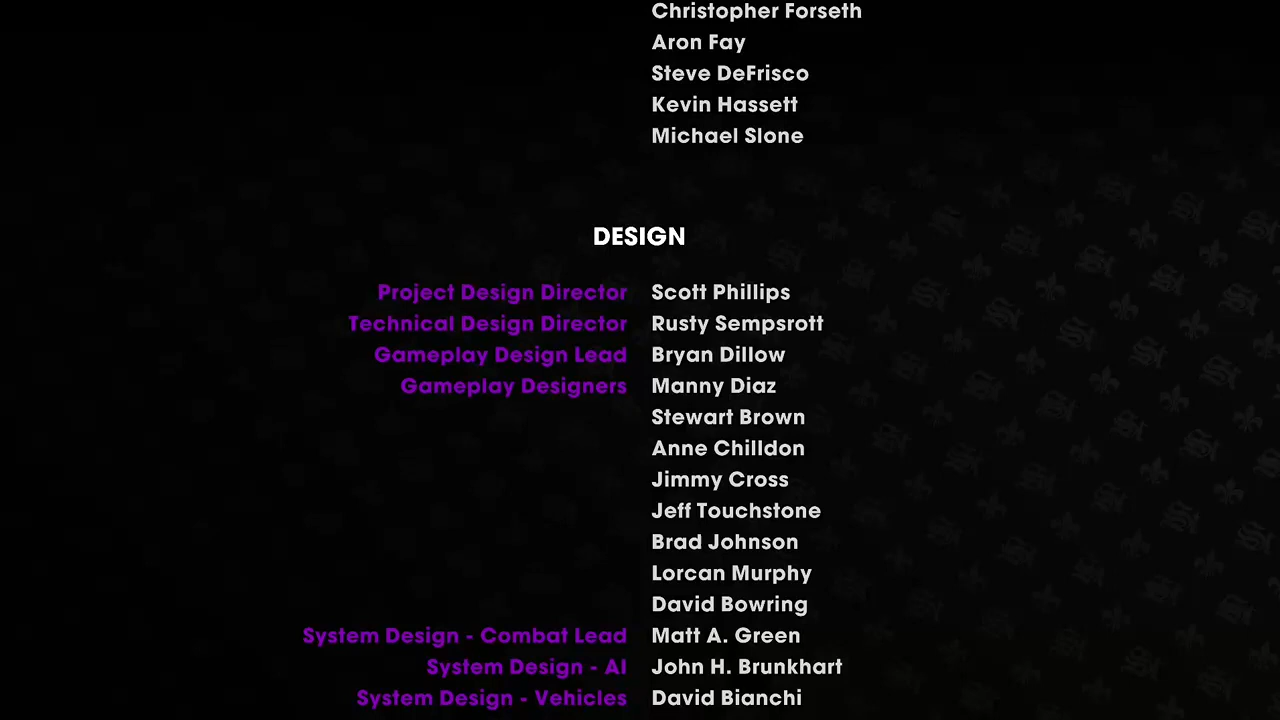 Christopher Forseth
Aron Fay
Steve DeFrisco
Kevin Hassett
Michael Slone
DESIGN
Project Design Director Scott Phillips
Technical Design Director Rusty Sempsrott
Gameplay Design Lead Bryan Dillow
Gameplay Designers Manny Diaz
Stewart Brown
Anne Chilldon
Jimmy Cross
Jeff Touchstone
Brad Johnson
Lorcan Murphy
David Bowring
System Design - Combat Lead Matt A. Green
System Design - AI John H. Brunkhart
System Design - Vehicles David Bianchi